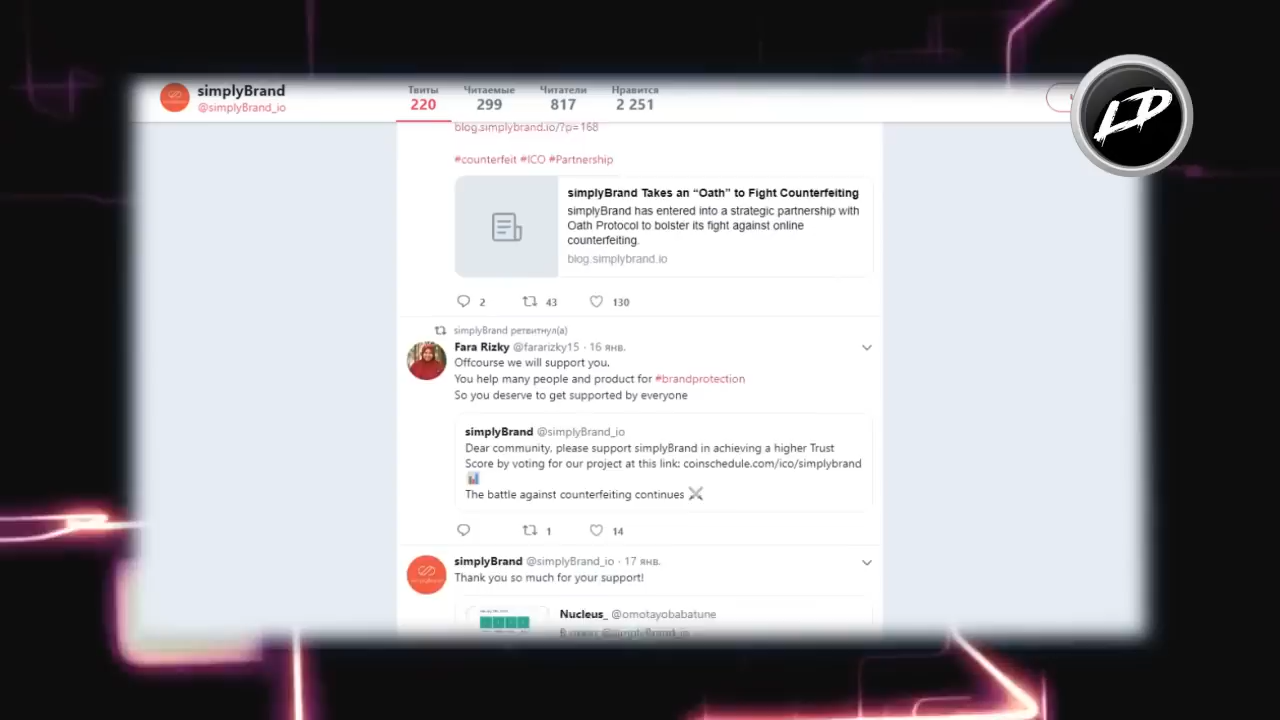 simplyBrand
@simplyBrand_io
Твиты
220
Читаемые
299
Читатели
817
Нравится
2 251
LP
blog.simplybrand.io/?p=168
#counterfeit #ICO #Partnership
simplyBrand Takes an “Oath” to Fight Counterfeiting
simplyBrand has entered into a strategic partnership with
Oath Protocol to bolster its fight against online
counterfeiting.
blog.simplybrand.io
2 43 130
simplyBrand ретвитнул(а)
Fara Rizky @fararizky15 · 16 янв.
Offcourse we will support you.
You help many people and product for #brandprotection
So you deserve to get supported by everyone
simplyBrand @simplyBrand_io
Dear community, please support simplyBrand in achieving a higher Trust
Score by voting for our project at this link: coinschedule.com/ico/simplybrand
The battle against counterfeiting continues
1 14
simplyBrand @simplyBrand_io · 17 янв.
Thank you so much for your support!
Nucleus_ @omotayobabatune
@simplyBrand_io